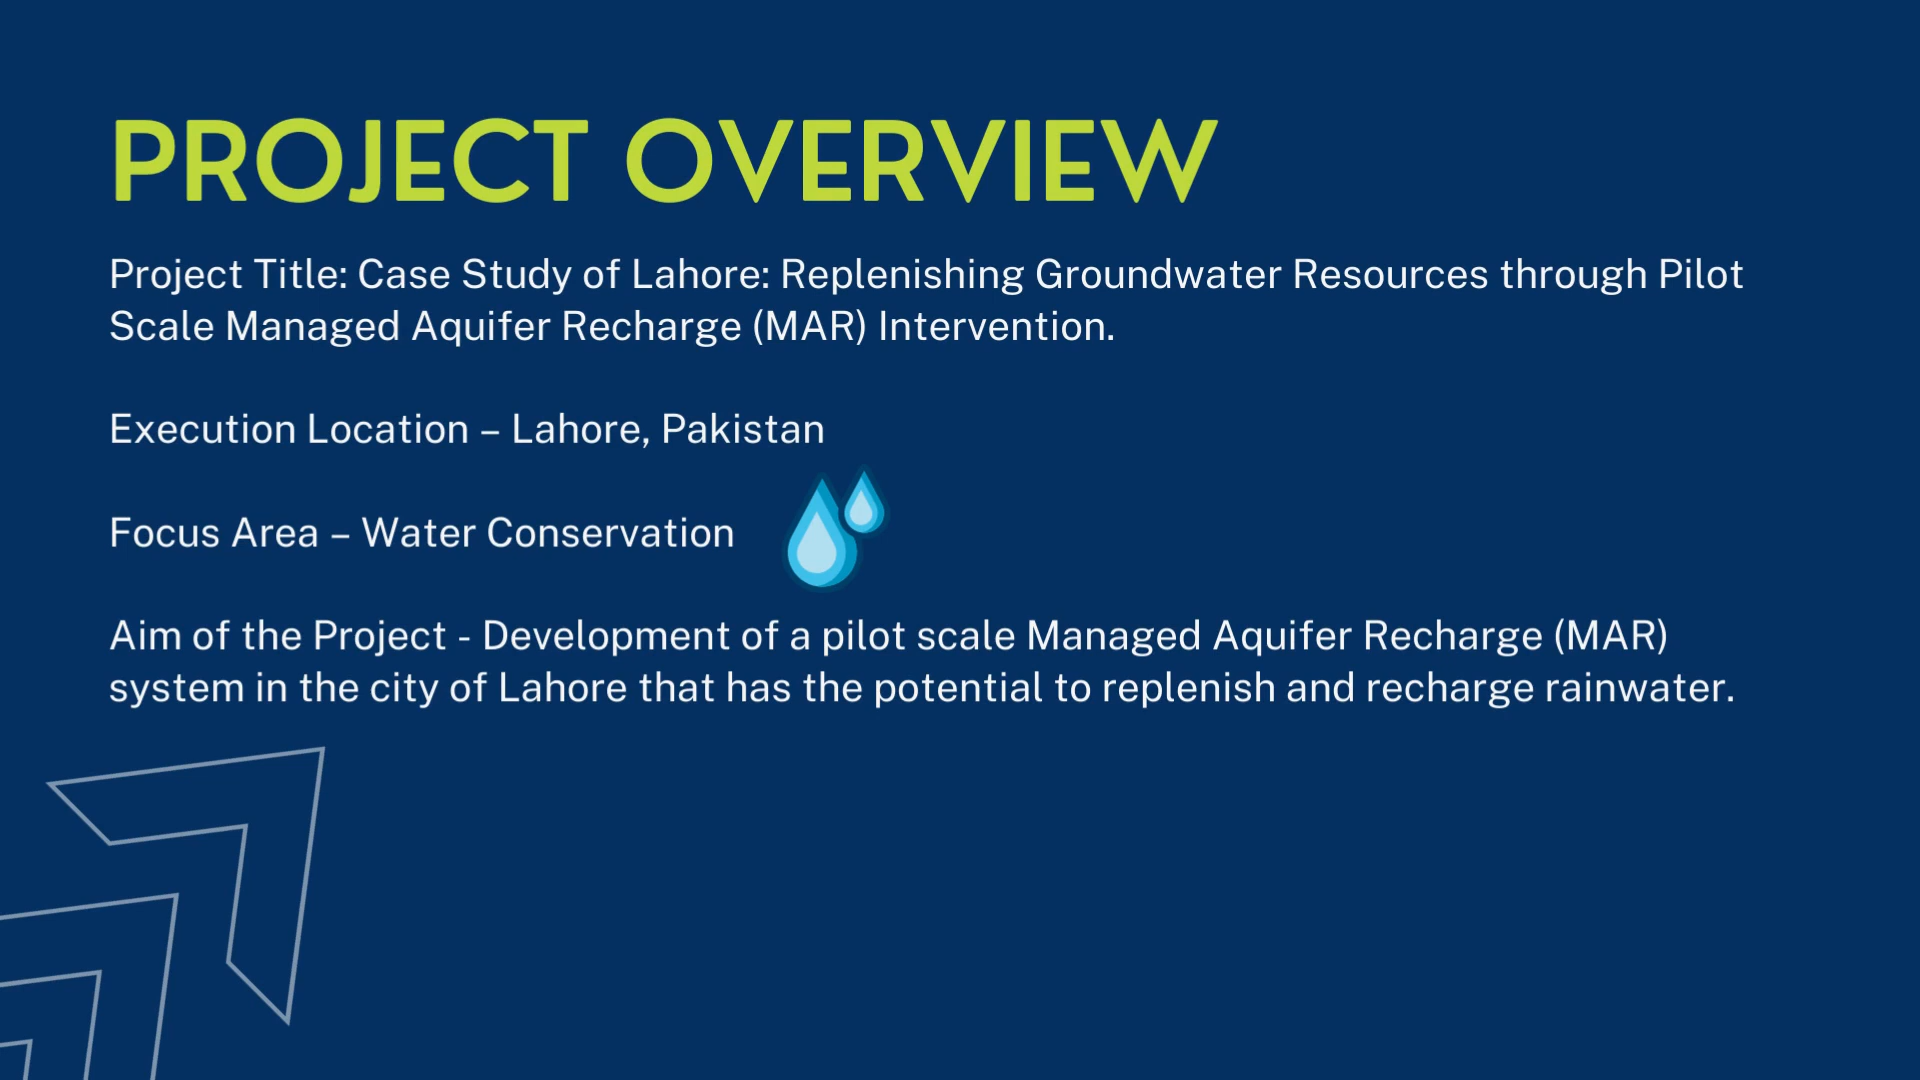 PROJECT OVERVIEW
Project Title: Case Study of Lahore: Replenishing Groundwater Resources through Pilot
Scale Managed Aquifer Recharge (MAR) Intervention.
Execution Location – Lahore, Pakistan
Focus Area – Water Conservation
Aim of the Project - Development of a pilot scale Managed Aquifer Recharge (MAR)
system in the city of Lahore that has the potential to replenish and recharge rainwater.